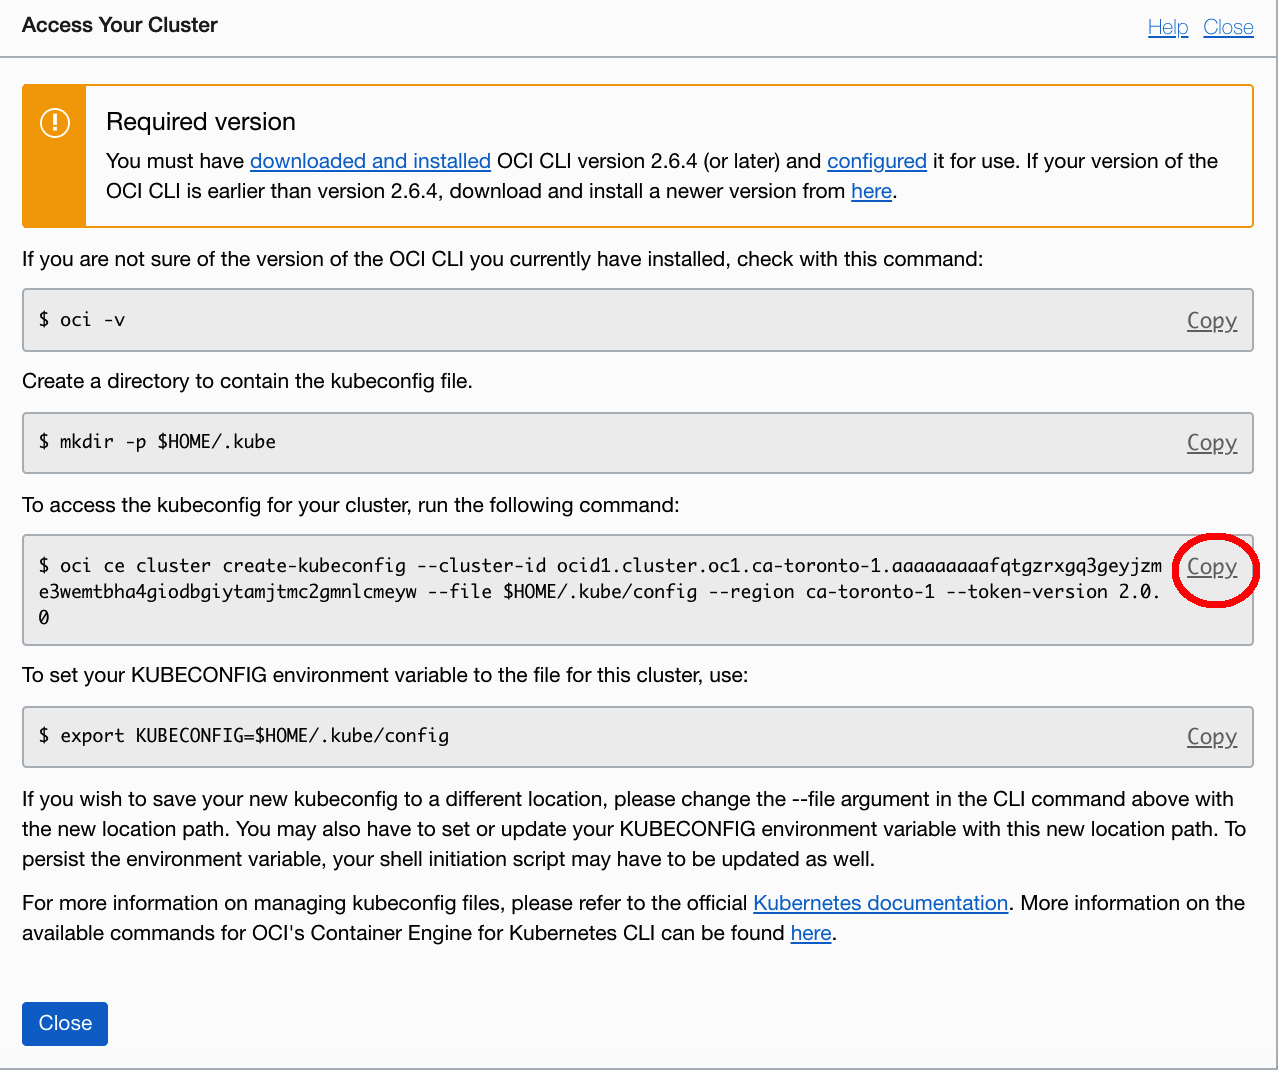 Access Your Cluster
Help Close
Required version
You must have downloaded and installed OCI CLI version 2.6.4 (or later) and configured it for use. If your version of the
OCI CLI is earlier than version 2.6.4, download and install a newer version from here.
If you are not sure of the version of the OCI CLI you currently have installed, check with this command:
$ oci -v
Copy
Create a directory to contain the kubeconfig file.
$ mkdir -p $HOME/.kube
Copy
To access the kubeconfig for your cluster, run the following command:
$ oci ce cluster create-kubeconfig --cluster-id ocid1.cluster.oc1.ca-toronto-1.aaaaaaaaafqtgzrxgq3geyjzm
Copy
e3wemtbha4giodbgiytamjtmc2gmnlcmeyw --file $HOME/.kube/config --region ca-toronto-1 --token-version 2.0.
0
To set your KUBECONFIG environment variable to the file for this cluster, use:
$ export KUBECONFIG=$HOME/.kube/config
Copy
If you wish to save your new kubeconfig to a different location, please change the --file argument in the CLI command above with
the new location path. You may also have to set or update your KUBECONFIG environment variable with this new location path. To
persist the environment variable, your shell initiation script may have to be updated as well.
For more information on managing kubeconfig files, please refer to the official Kubernetes documentation. More information on the
available commands for OCI's Container Engine for Kubernetes CLI can be found here.
Close